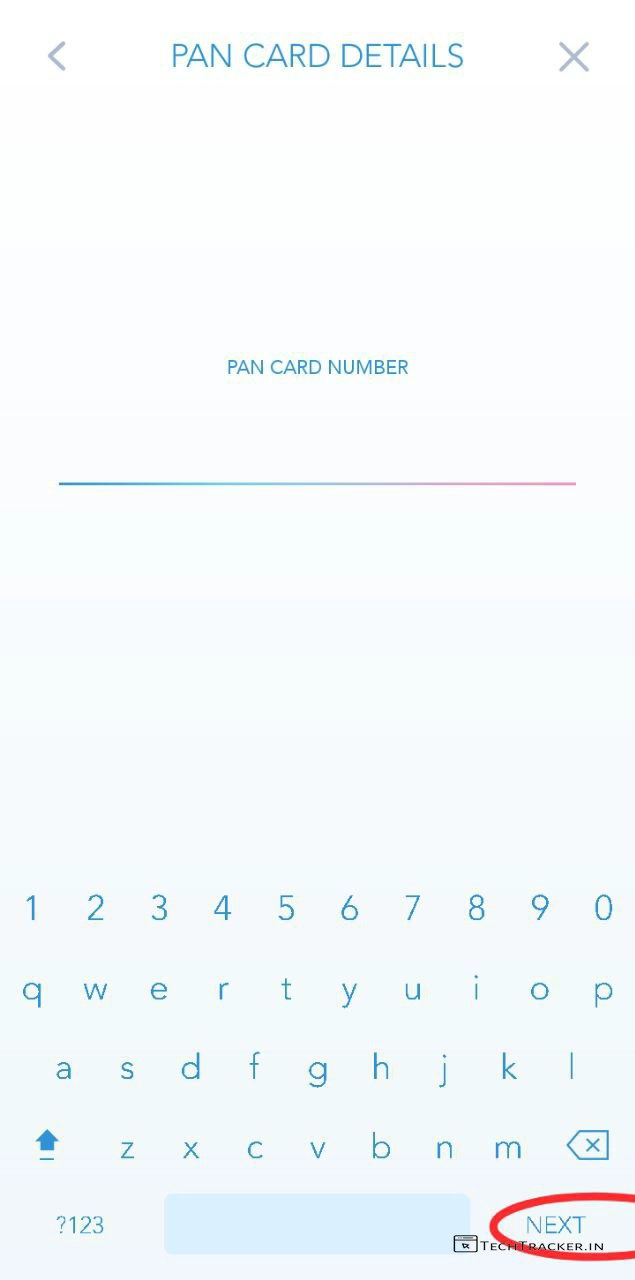 PAN CARD DETAILS
PAN CARD NUMBER
1 2 3 4 5 6 7 8 9 0
q w e r t y u i o p
a s d f g h j k l
z x c v b n m
?123 NEXT
TECHTRACKER.IN